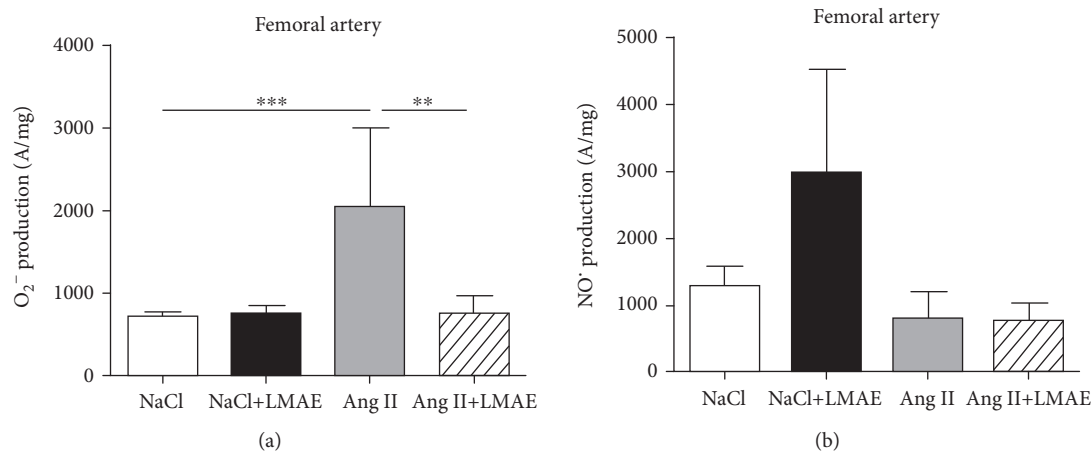 Femoral artery
4000
3000
2000
1000
0
O₂⁻ production (A/mg)
*** **
NaCl NaCl+LMAE Ang II Ang II+LMAE
(a)
Femoral artery
5000
4000
3000
2000
1000
0
NO˙ production (A/mg)
NaCl NaCl+LMAE Ang II Ang II+LMAE
(b)